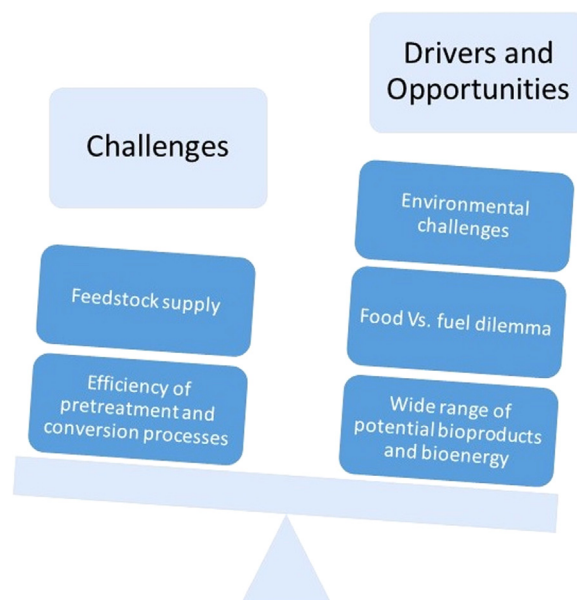 Challenges
Feedstock supply
Efficiency of
pretreatment and
conversion processes
Drivers and
Opportunities
Environmental
challenges
Food Vs. fuel dilemma
Wide range of
potential bioproducts
and bioenergy